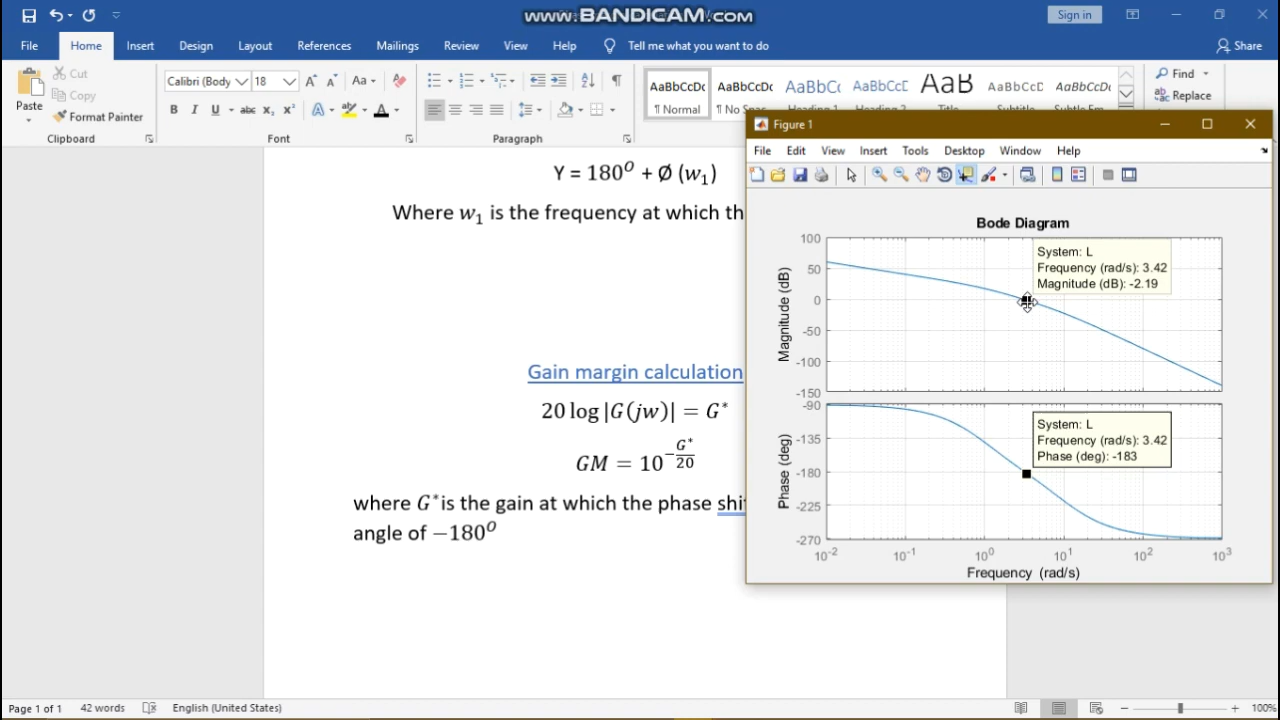 www.BANDICAM.com
Sign in
File Home Insert Design Layout References Mailings Review View Help Tell me what you want to do Share
Paste
Cut
Copy
Format Painter
Clipboard
Calibri (Body 18
Font
Paragraph
AaBbCcDc AaBbCcDc AaBbCc AaBbCcD AaB AaBbCcD AaBbCcDc
¶ Normal ¶ No Spac
Find
Replace
Y = 180⁰ + Ø (w₁)
Where w₁ is the frequency at which th
Gain margin calculation
20 log|G(jw)| = G*
GM = 10^(-G*/20)
where G* is the gain at which the phase shi
angle of −180⁰
Figure 1
File Edit View Insert Tools Desktop Window Help
Bode Diagram
Magnitude (dB)
100
50
0
-50
-100
-150
System: L
Frequency (rad/s): 3.42
Magnitude (dB): -2.19
Phase (deg)
-90
-135
-180
-225
-270
System: L
Frequency (rad/s): 3.42
Phase (deg): -183
10⁻² 10⁻¹ 10⁰ 10¹ 10² 10³
Frequency (rad/s)
Page 1 of 1 42 words English (United States) 100%